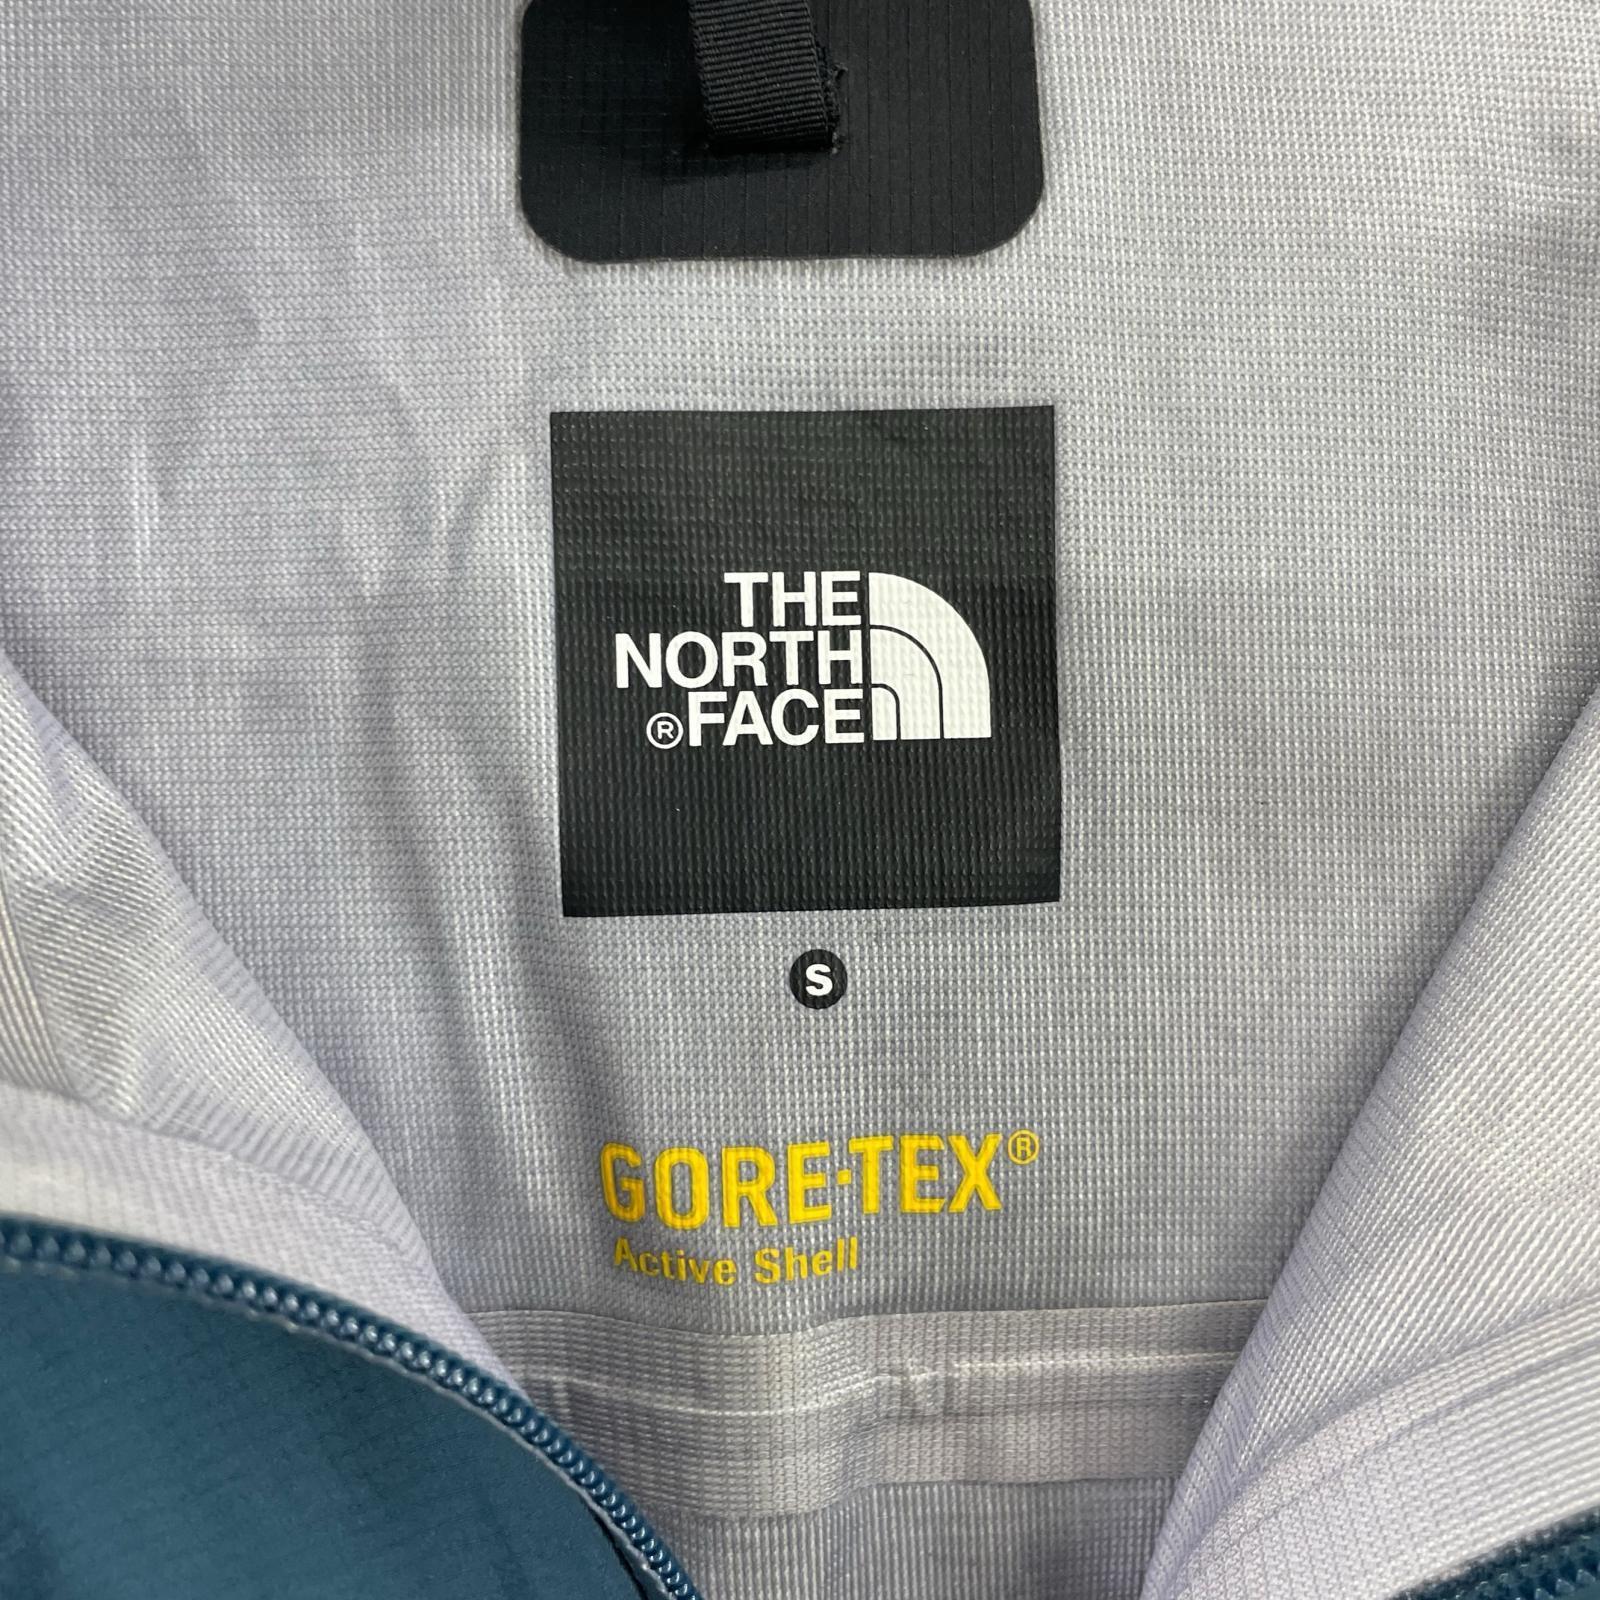 THE
NORTH
®FACE
S
GORE-TEX®
Active Shell